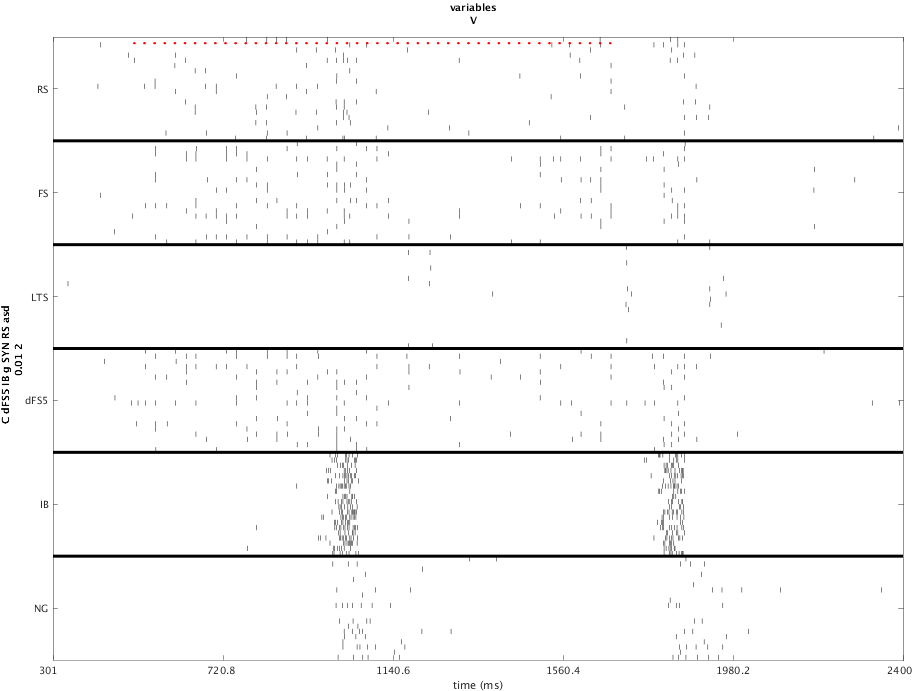 variables
V
RS
FS
LTS
dFS5
IB
NG
C dFS5 IB g SYN RS asd
0.01 2
301
720.8
1140.6
1560.4
1980.2
2400
time (ms)